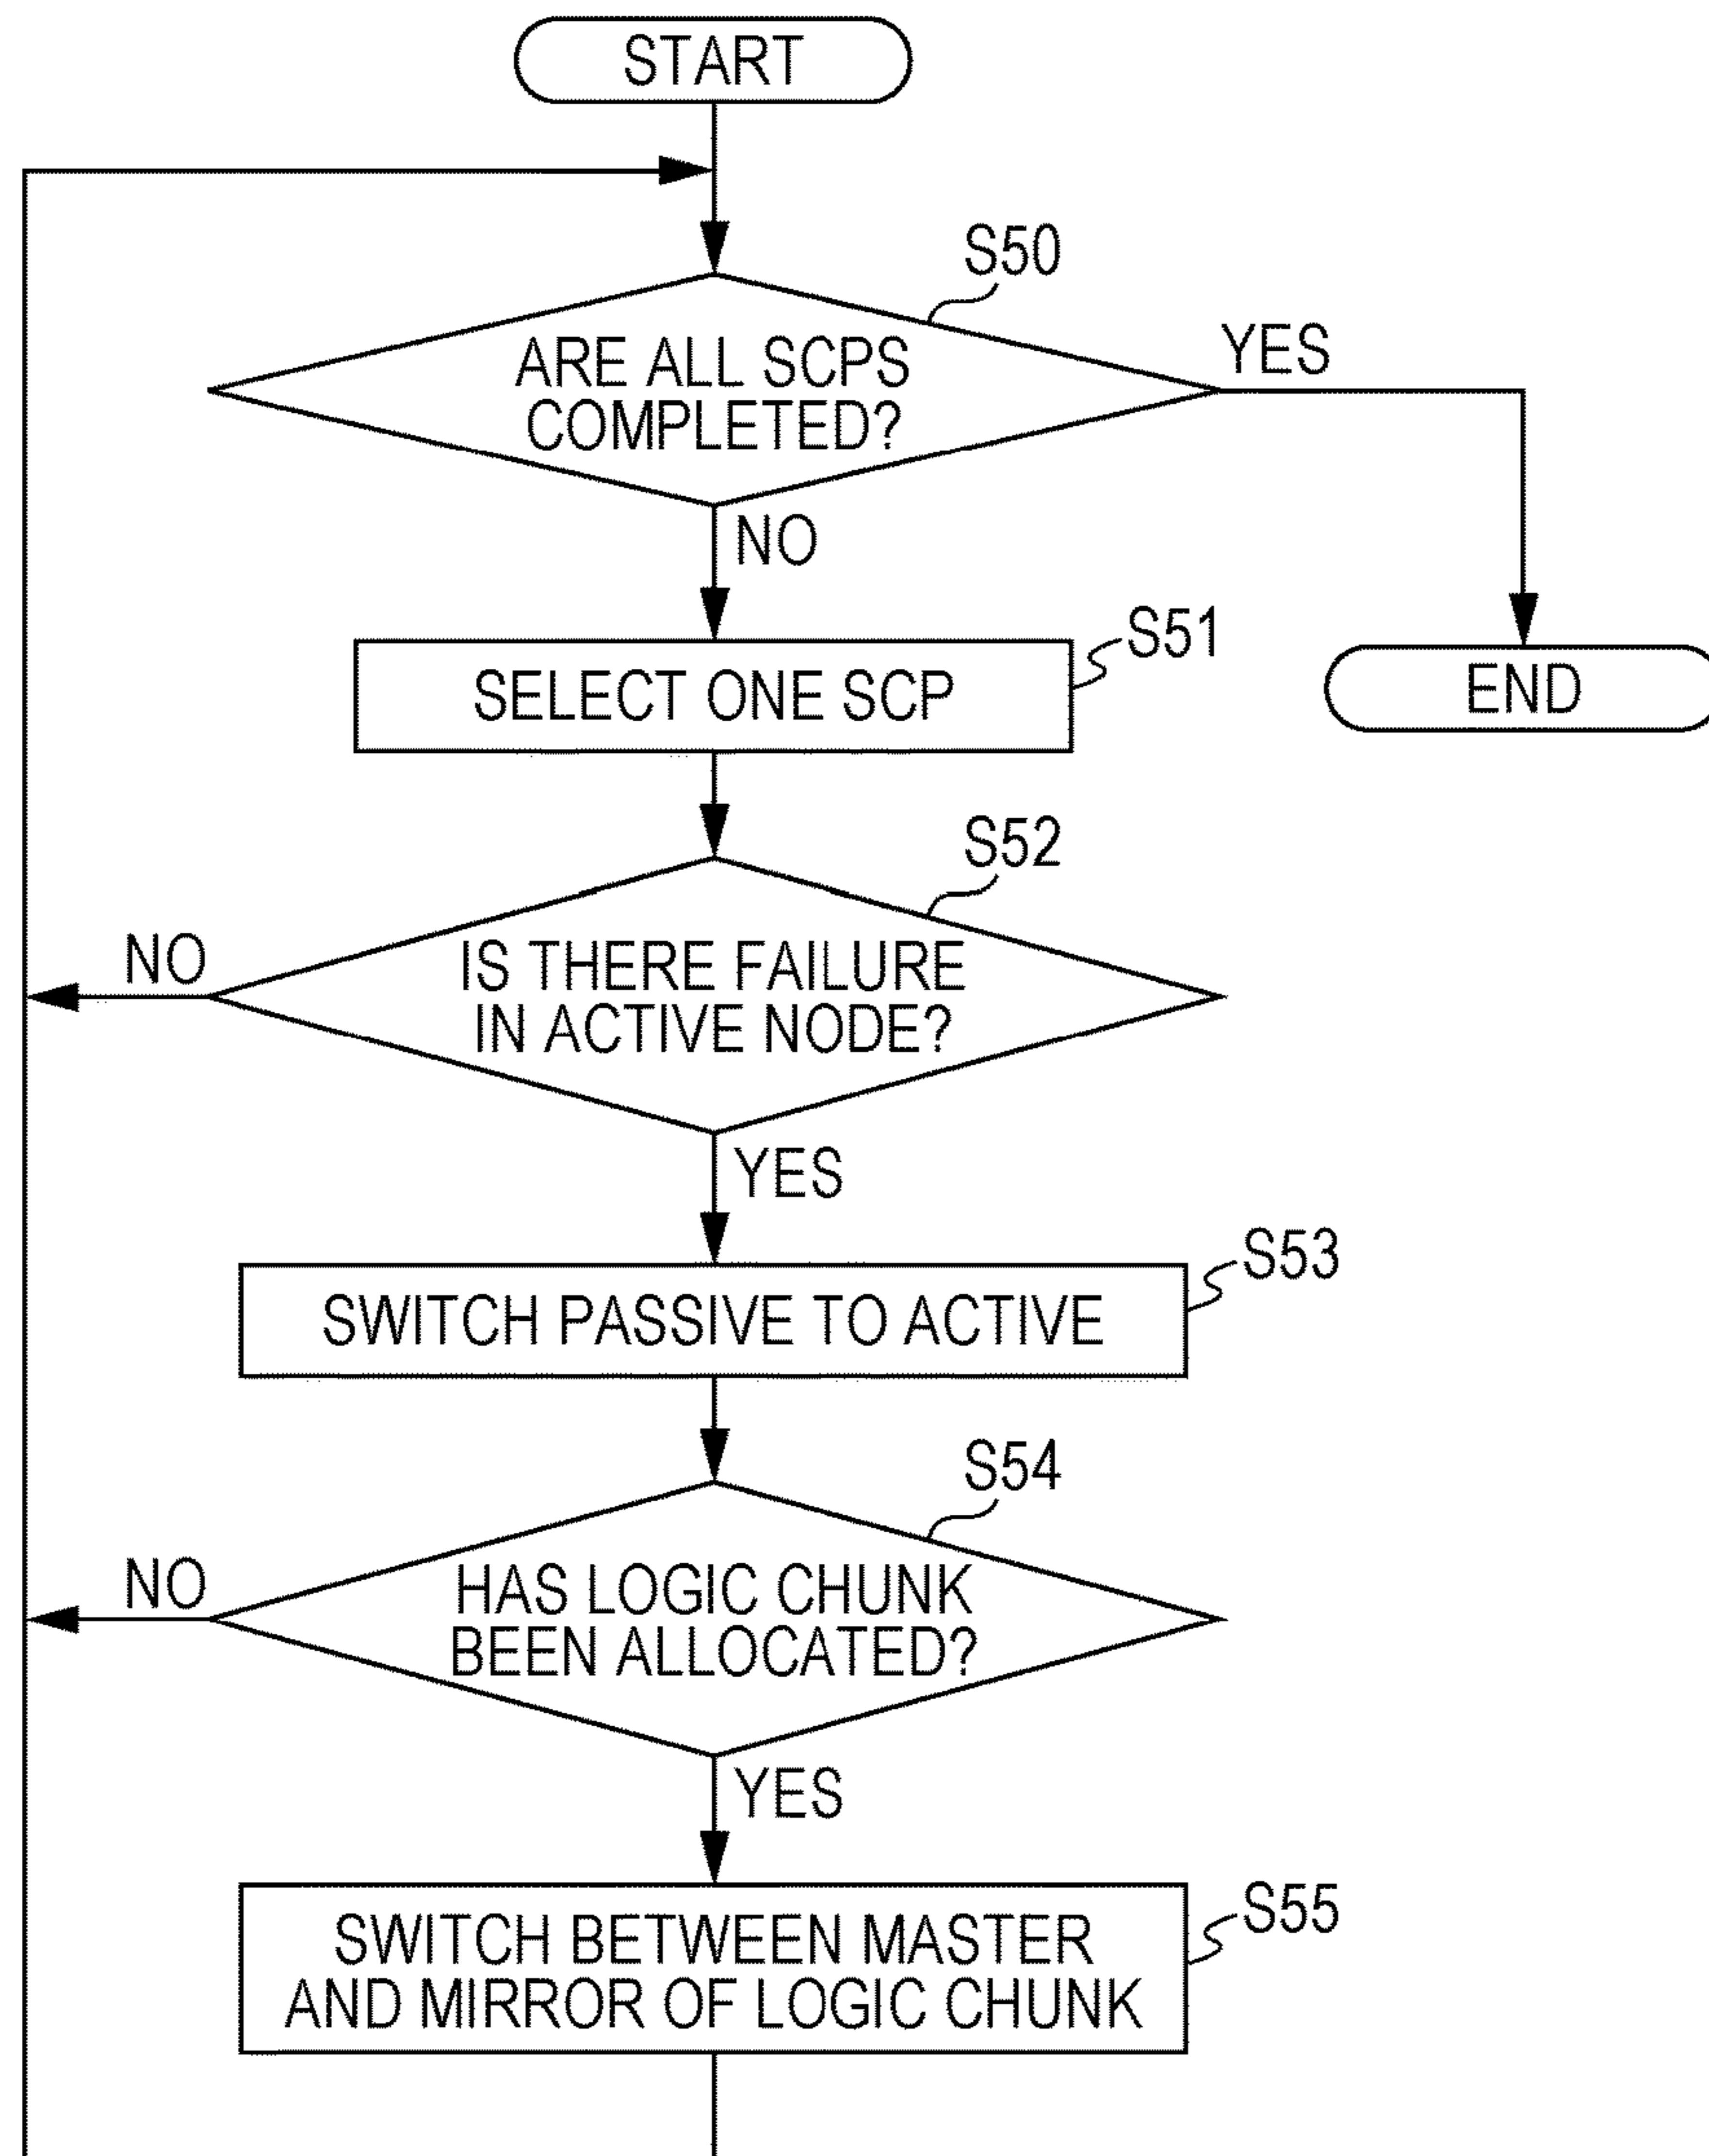 START
S50
ARE ALL SCPS
COMPLETED?
YES
NO
S51
SELECT ONE SCP
END
S52
NO
IS THERE FAILURE
IN ACTIVE NODE?
YES
S53
SWITCH PASSIVE TO ACTIVE
S54
NO
HAS LOGIC CHUNK
BEEN ALLOCATED?
YES
S55
SWITCH BETWEEN MASTER
AND MIRROR OF LOGIC CHUNK